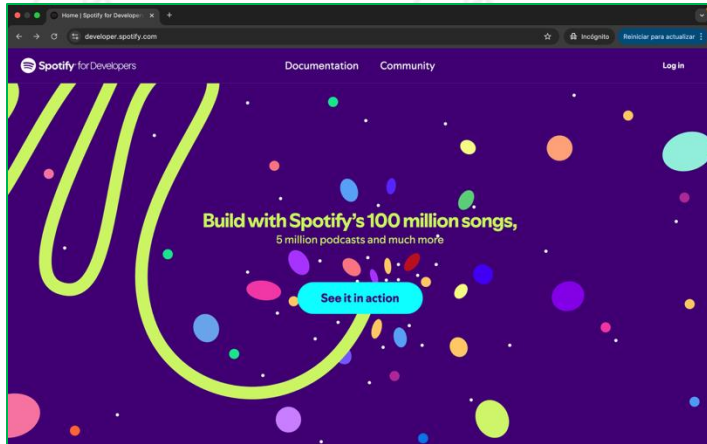 Home | Spotify for Developer
developer.spotify.com
Incógnito
Reiniciar para actualizar
Spotify for Developers
Documentation
Community
Log in
Build with Spotify's 100 million songs,
5 million podcasts and much more
See it in action